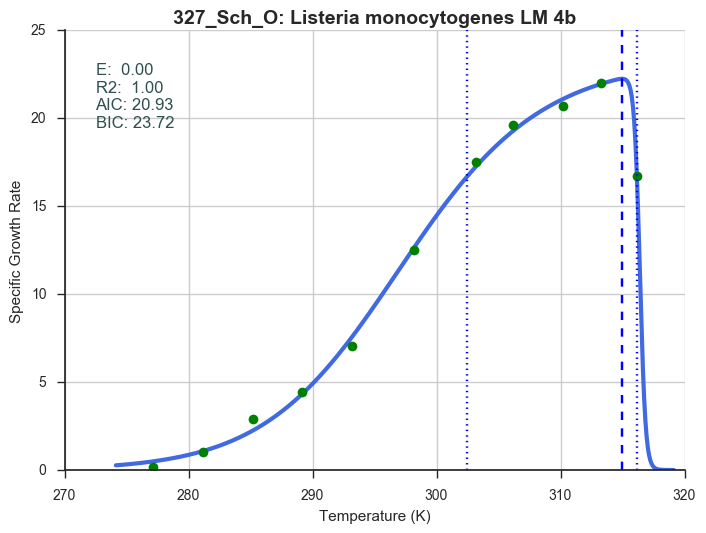 327_Sch_O: Listeria monocytogenes LM 4b
E:  0.00
R2:  1.00
AIC: 20.93
BIC: 23.72
Specific Growth Rate
25
20
15
10
5
0
270 280 290 300 310 320
Temperature (K)